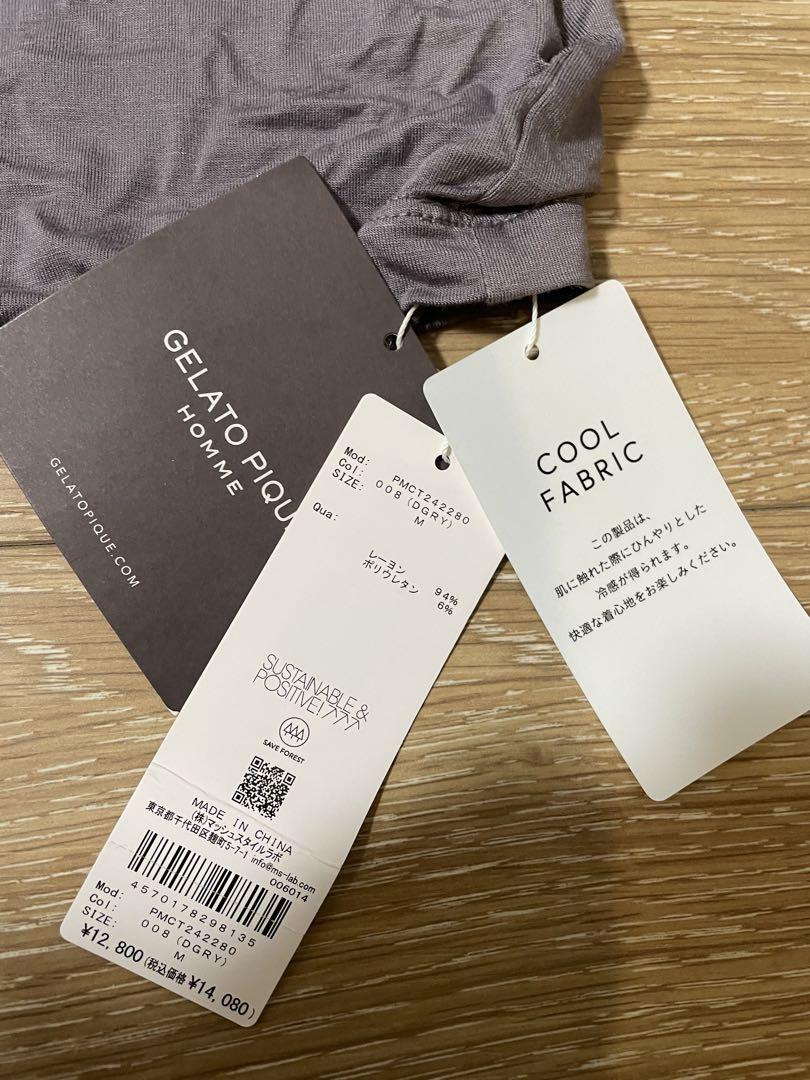 GELATO PIQU
HOMME
GELATOPIQUE.COM
Mod: PMCT242280
Col: 008 (DGRY)
SIZE: M
Qua:
レーヨン 94%
ポリウレタン 6%
SUSTAINABLE &
POSITIVE!
SAVE FOREST
MADE IN CHINA
(株)マッシュスタイルラボ
東京都千代田区麹町5-7-1 info@ms-lab.com
006014
4570178298135
Mod: PMCT242280
Col: 008 (DGRY)
SIZE: M
¥12,800(税込価格 ¥14,080)
COOL
FABRIC
この製品は、
肌に触れた際にひんやりとした
冷感が得られます。
快適な着心地をお楽しみください。